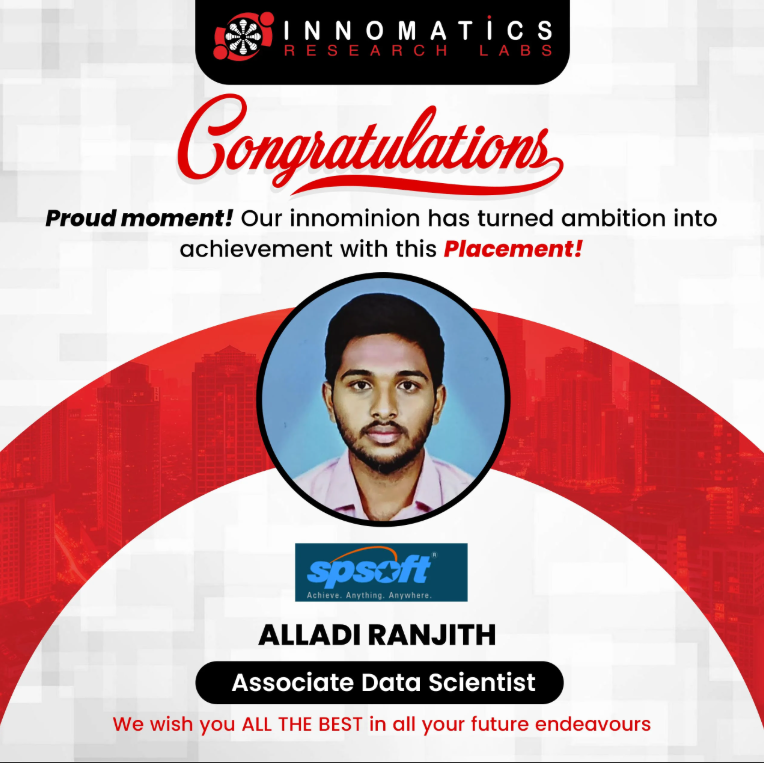 INNOMATICS
RESEARCH LABS
Congratulations
Proud moment! Our innominion has turned ambition into
achievement with this Placement!
spsoft®
Achieve. Anything. Anywhere.
ALLADI RANJITH
Associate Data Scientist
We wish you ALL THE BEST in all your future endeavours